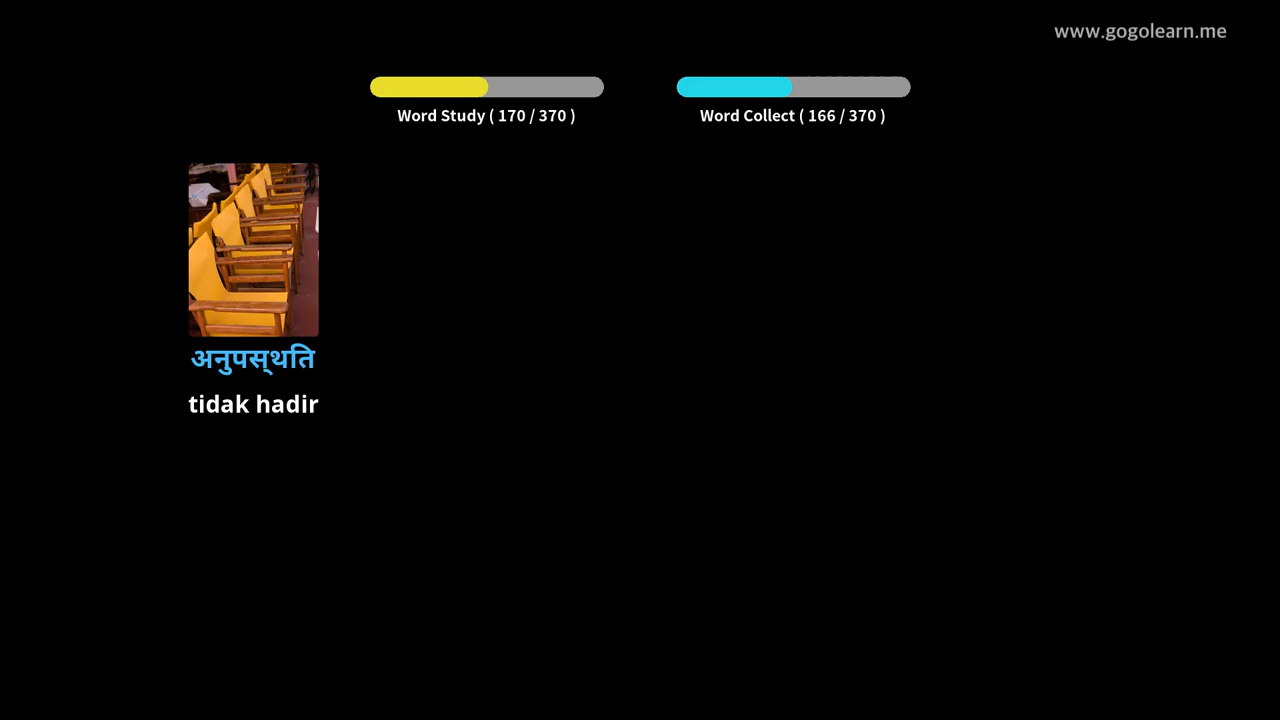 www.gogolearn.me
Word Study ( 170 / 370 )
Word Collect ( 166 / 370 )
अनुपस्थति
tidak hadir